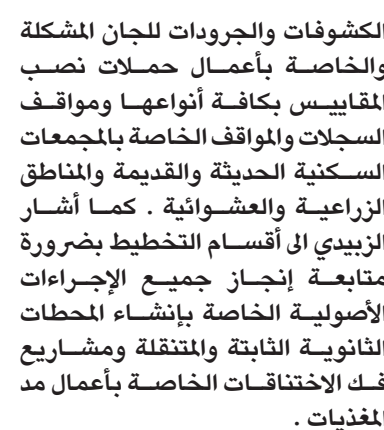 الكشوفات والجرودات للجان المشكلة
والخاصة بأعمال حملات نصب
المقاييس بكافة أنواعها ومواقف
السجلات والمواقف الخاصة بالمجمعات
السكنية الحديثة والقديمة والمناطق
الزراعية والعشوائية . كما أشار
الزبيدي الى أقسام التخطيط بضرورة
متابعة إنجاز جميع الإجراءات
الأصولية الخاصة بإنشاء المحطات
الثانوية الثابتة والمتنقلة ومشاريع
فك الاختناقات الخاصة بأعمال مد
المغذيات .